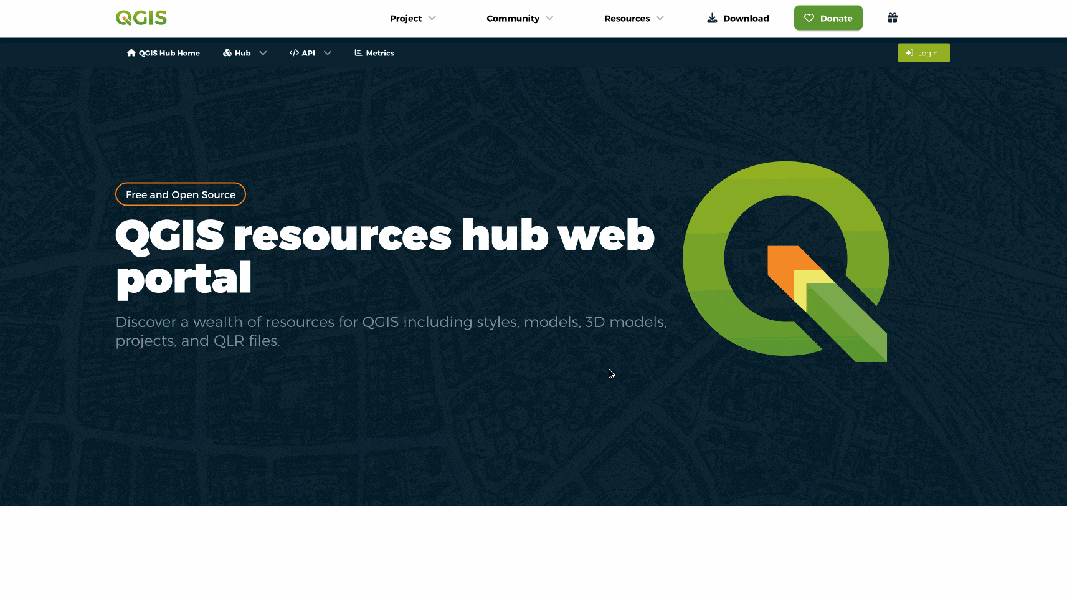 QGIS
Project
Community
Resources
Download
Donate
QGIS Hub Home
Hub
API
Metrics
Login
Free and Open Source
QGIS resources hub web
portal
Discover a wealth of resources for QGIS including styles, models, 3D models,
projects, and QLR files.